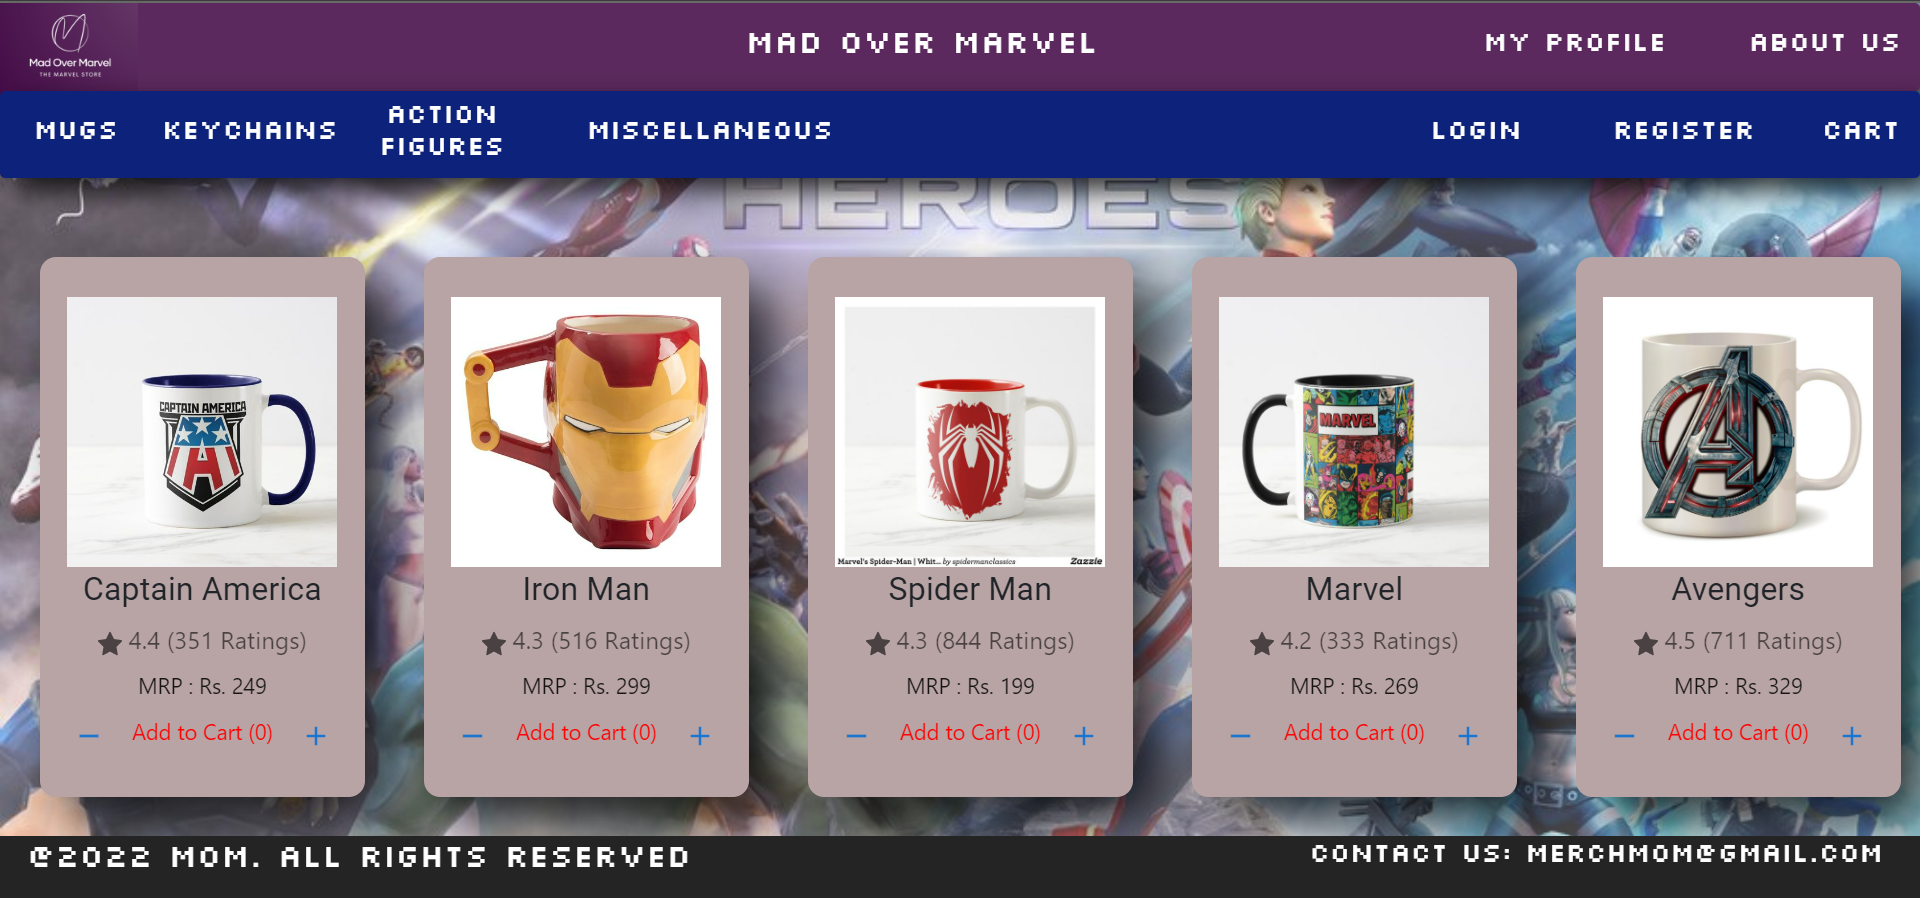 Mad Over Marvel
THE MARVEL STORE
MAD OVER MARVEL
MY PROFILE
ABOUT US
MUGS
KEYCHAINS
ACTION
FIGURES
MISCELLANEOUS
LOGIN
REGISTER
CART
HEROES
CAPTAIN AMERICA
A
MARVEL
A
Marvel's Spider-Man | Whit... by spidermanclassics
Zazzle
Captain America
4.4 (351 Ratings)
MRP : Rs. 249
Add to Cart (0)
Iron Man
4.3 (516 Ratings)
MRP : Rs. 299
Add to Cart (0)
Spider Man
4.3 (844 Ratings)
MRP : Rs. 199
Add to Cart (0)
Marvel
4.2 (333 Ratings)
MRP : Rs. 269
Add to Cart (0)
Avengers
4.5 (711 Ratings)
MRP : Rs. 329
Add to Cart (0)
@2022 MOM. ALL RIGHTS RESERVED
CONTACT US: MERCHMOM@GMAIL.COM